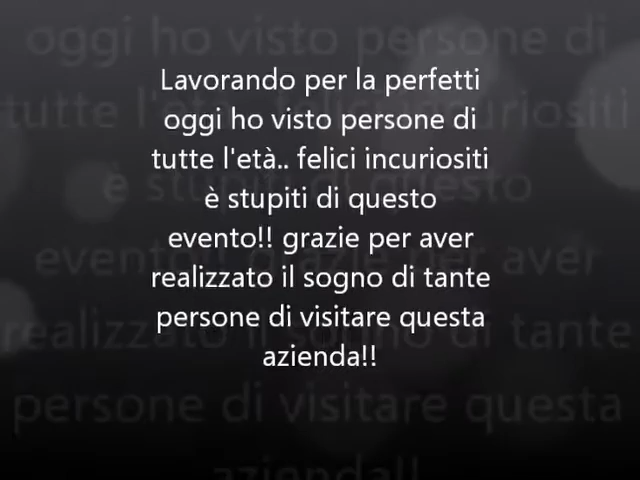 Lavorando per la perfetti
oggi ho visto persone di
tutte l'età.. felici incuriositi
è stupiti di questo
evento!! grazie per aver
realizzato il sogno di tante
persone di visitare questa
azienda!!